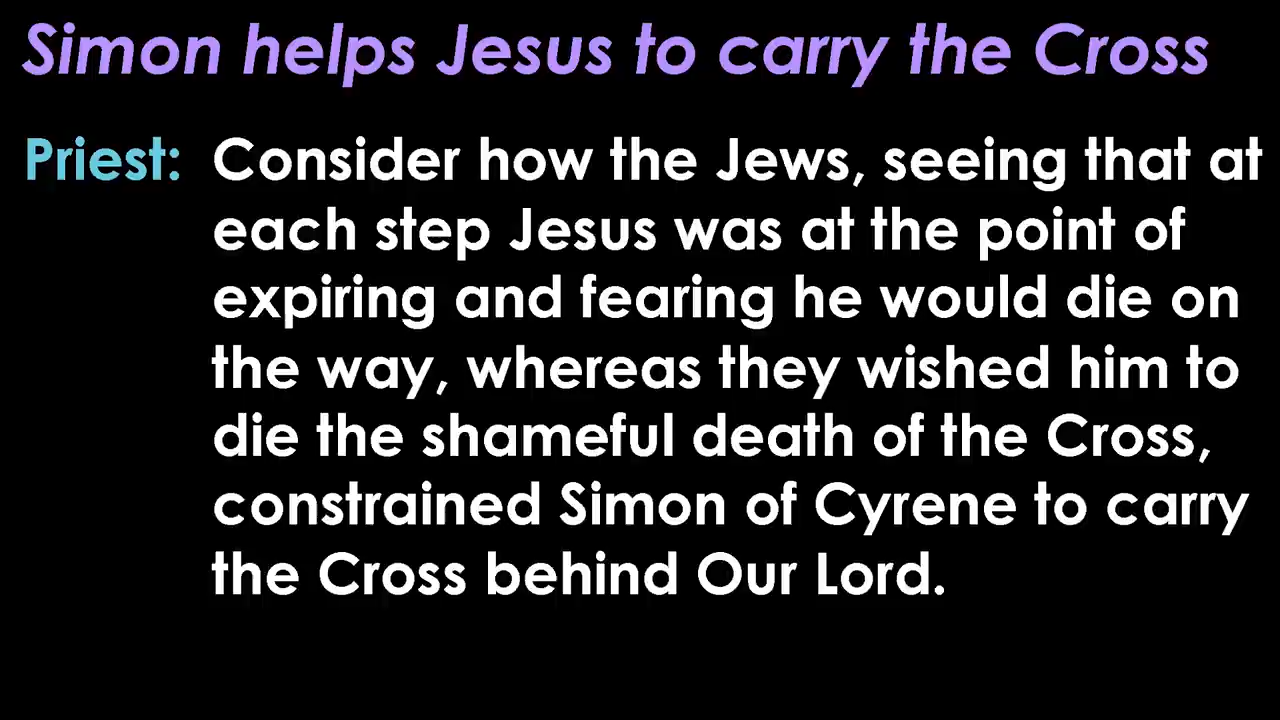 Simon helps Jesus to carry the Cross
Priest: Consider how the Jews, seeing that at
each step Jesus was at the point of
expiring and fearing he would die on
the way, whereas they wished him to
die the shameful death of the Cross,
constrained Simon of Cyrene to carry
the Cross behind Our Lord.